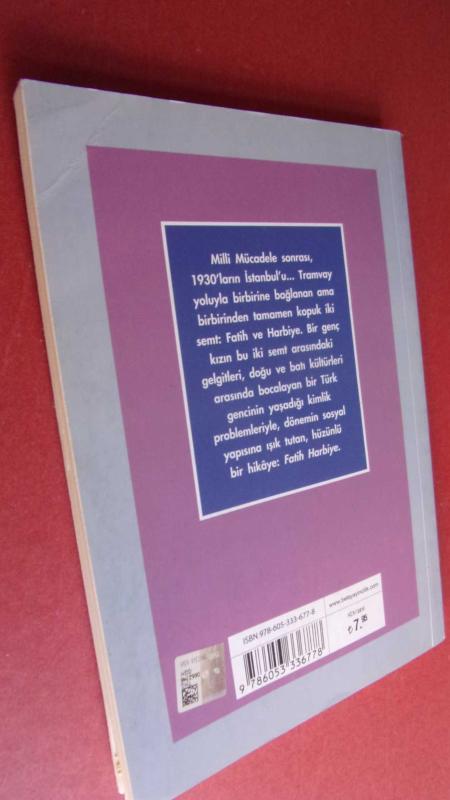 Milli Mücadele sonrası,
1930'ların İstanbul'u... Tramvay
yoluyla birbirine bağlanan ama
birbirinden tamamen kopuk iki
semt: Fatih ve Harbiye. Bir genç
kızın bu iki semt arasındaki
gelgitleri, doğu ve batı kültürleri
arasında bocalayan bir Türk
gencinin yaşadığı kimlik
problemleriyle, dönemin sosyal
yapısına ışık tutan, hüzünlü
bir hikâye: Fatih Harbiye.
ISBN 978-605-333-677-8
9 786053 336778